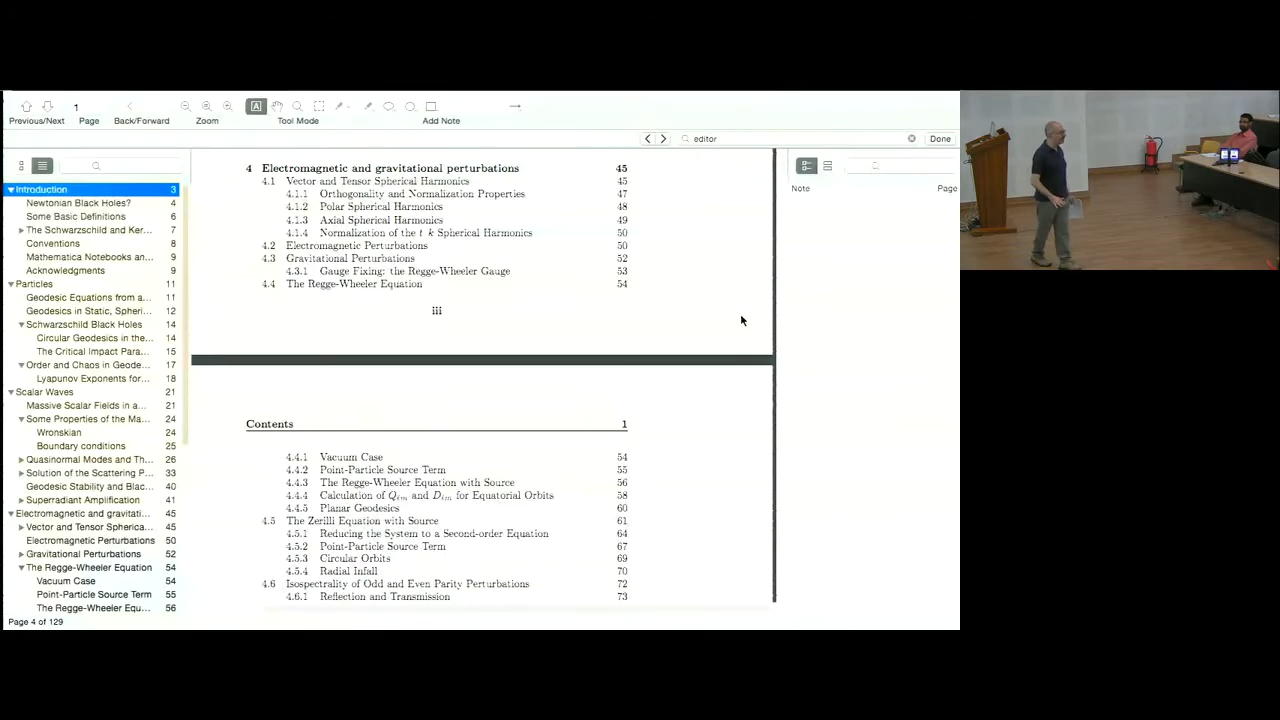 1
Previous/Next Page Back/Forward Zoom Tool Mode Add Note
editor Done
Introduction 3
Newtonian Black Holes? 4
Some Basic Definitions 6
The Schwarzschild and Ker... 7
Conventions 8
Mathematica Notebooks an... 9
Acknowledgments 9
Particles 11
Geodesic Equations from a... 11
Geodesics in Static, Spheri... 12
Schwarzschild Black Holes 14
Circular Geodesics in the... 14
The Critical Impact Para... 15
Order and Chaos in Geode... 17
Lyapunov Exponents for... 18
Scalar Waves 21
Massive Scalar Fields in a... 21
Some Properties of the Ma... 24
Wronskian 24
Boundary conditions 25
Quasinormal Modes and Th... 26
Solution of the Scattering P... 33
Geodesic Stability and Blac... 40
Superradiant Amplification 41
Electromagnetic and gravitati... 45
Vector and Tensor Spherica... 45
Electromagnetic Perturbations 50
Gravitational Perturbations 52
The Regge-Wheeler Equation 54
Vacuum Case 54
Point-Particle Source Term 55
The Regge-Wheeler Equ... 56
Page 4 of 129
4 Electromagnetic and gravitational perturbations 45
4.1 Vector and Tensor Spherical Harmonics 45
4.1.1 Orthogonality and Normalization Properties 47
4.1.2 Polar Spherical Harmonics 48
4.1.3 Axial Spherical Harmonics 49
4.1.4 Normalization of the t k Spherical Harmonics 50
4.2 Electromagnetic Perturbations 50
4.3 Gravitational Perturbations 52
4.3.1 Gauge Fixing: the Regge-Wheeler Gauge 53
4.4 The Regge-Wheeler Equation 54
iii
Contents 1
4.4.1 Vacuum Case 54
4.4.2 Point-Particle Source Term 55
4.4.3 The Regge-Wheeler Equation with Source 56
4.4.4 Calculation of Qℓm and Dℓm for Equatorial Orbits 58
4.4.5 Planar Geodesics 60
4.5 The Zerilli Equation with Source 61
4.5.1 Reducing the System to a Second-order Equation 64
4.5.2 Point-Particle Source Term 67
4.5.3 Circular Orbits 69
4.5.4 Radial Infall 70
4.6 Isospectrality of Odd and Even Parity Perturbations 72
4.6.1 Reflection and Transmission 73
Note Page